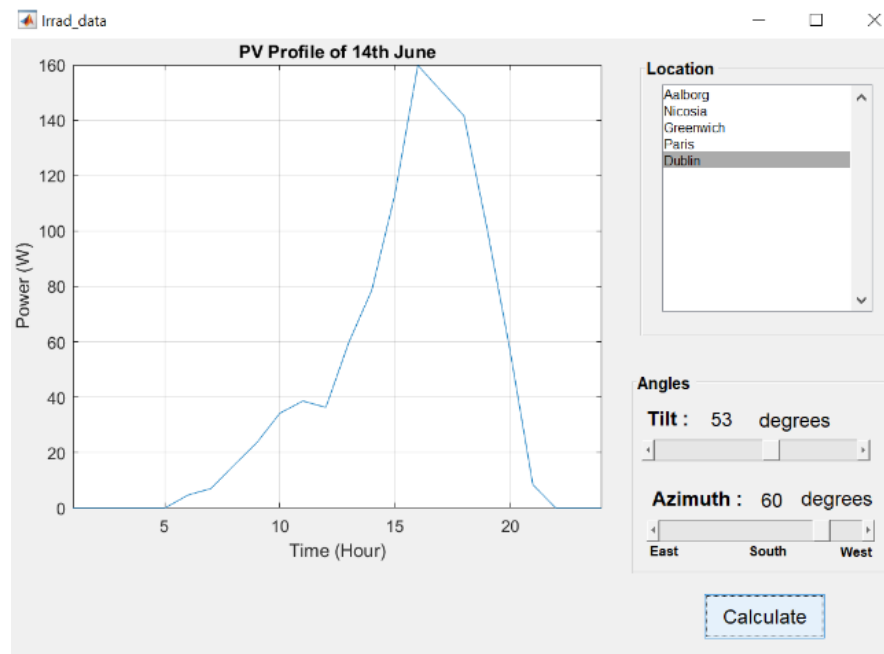 Irrad_data
PV Profile of 14th June
160
140
120
100
80
60
40
20
0
Power (W)
5 10 15 20
Time (Hour)
Location
Aalborg
Nicosia
Greenwich
Paris
Dublin
Angles
Tilt : 53 degrees
Azimuth : 60 degrees
East South West
Calculate